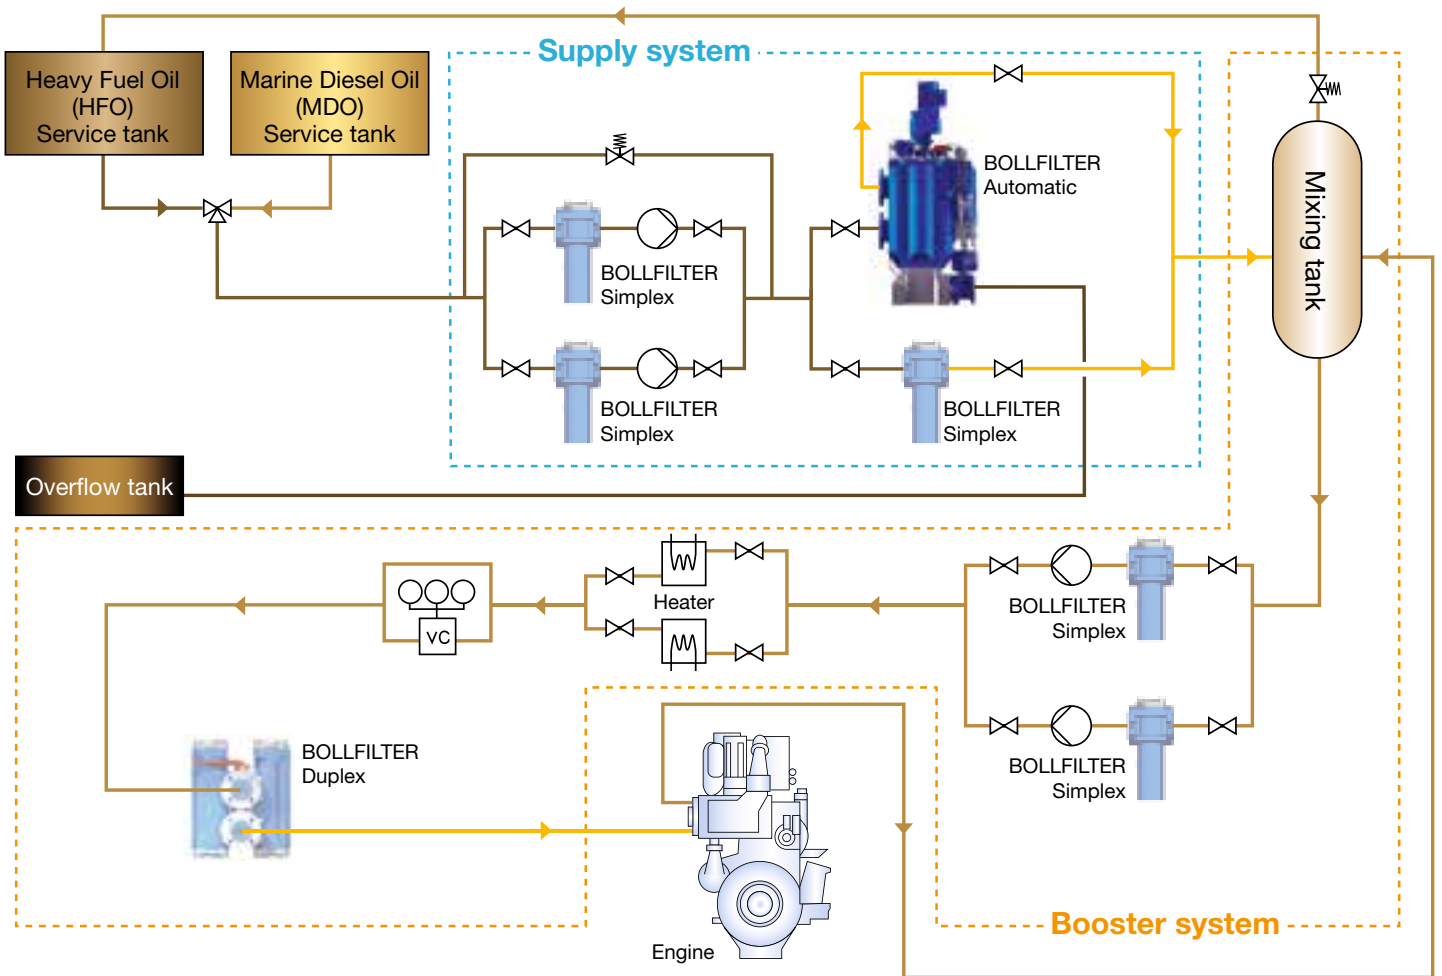 Supply system
Heavy Fuel Oil
(HFO)
Service tank
Marine Diesel Oil
(MDO)
Service tank
BOLLFILTER
Automatic
Mixing tank
BOLLFILTER
Simplex
BOLLFILTER
Simplex
BOLLFILTER
Simplex
Overflow tank
Heater
VC
BOLLFILTER
Simplex
BOLLFILTER
Duplex
BOLLFILTER
Simplex
Booster system
Engine